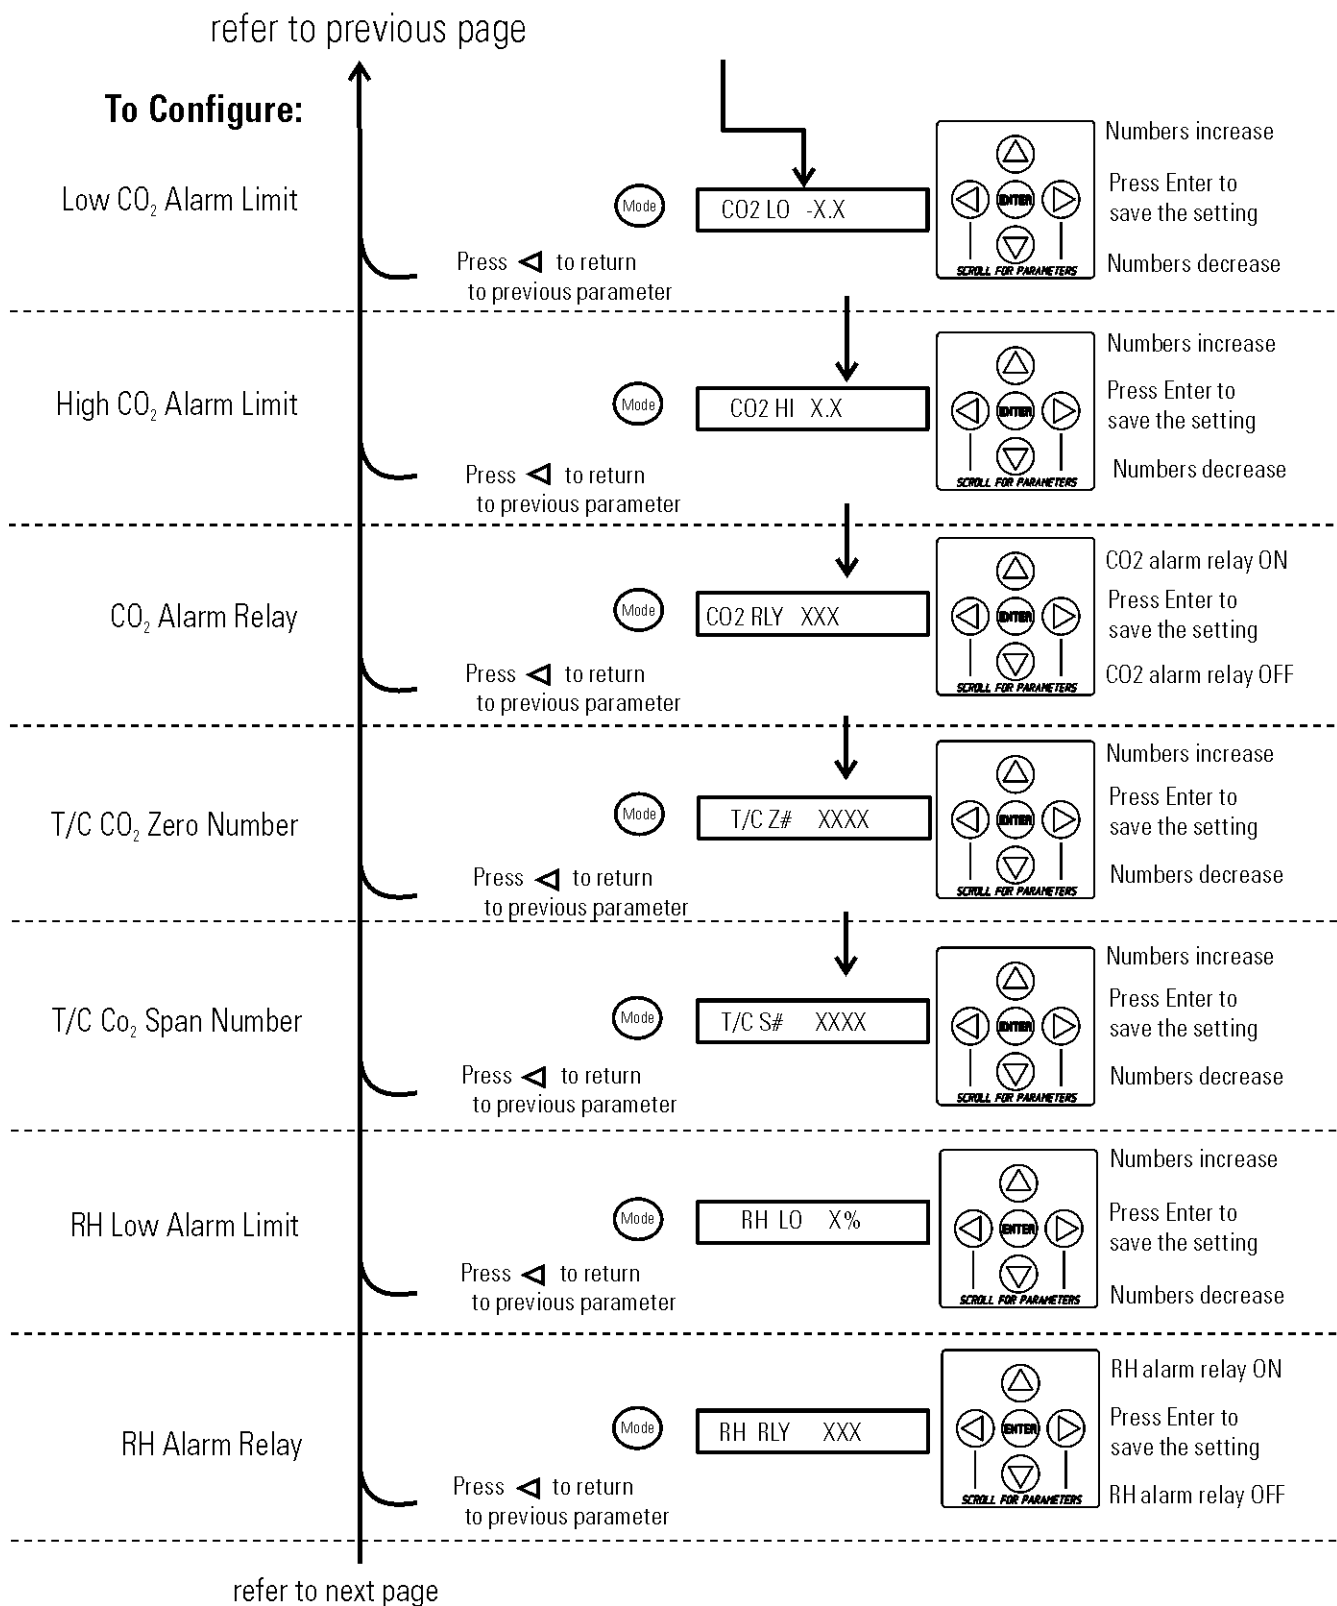 refer to previous page
To Configure:
Low CO₂ Alarm Limit
Mode
CO2 LO -X.X
ENTER
SCROLL FOR PARAMETERS
Numbers increase
Press Enter to
save the setting
Numbers decrease
Press ◁ to return
to previous parameter
High CO₂ Alarm Limit
Mode
CO2 HI X.X
ENTER
SCROLL FOR PARAMETERS
Numbers increase
Press Enter to
save the setting
Numbers decrease
Press ◁ to return
to previous parameter
CO₂ Alarm Relay
Mode
CO2 RLY XXX
ENTER
SCROLL FOR PARAMETERS
CO2 alarm relay ON
Press Enter to
save the setting
CO2 alarm relay OFF
Press ◁ to return
to previous parameter
T/C CO₂ Zero Number
Mode
T/C Z# XXXX
ENTER
SCROLL FOR PARAMETERS
Numbers increase
Press Enter to
save the setting
Numbers decrease
Press ◁ to return
to previous parameter
T/C Co₂ Span Number
Mode
T/C S# XXXX
ENTER
SCROLL FOR PARAMETERS
Numbers increase
Press Enter to
save the setting
Numbers decrease
Press ◁ to return
to previous parameter
RH Low Alarm Limit
Mode
RH LO X%
ENTER
SCROLL FOR PARAMETERS
Numbers increase
Press Enter to
save the setting
Numbers decrease
Press ◁ to return
to previous parameter
RH Alarm Relay
Mode
RH RLY XXX
ENTER
SCROLL FOR PARAMETERS
RH alarm relay ON
Press Enter to
save the setting
RH alarm relay OFF
Press ◁ to return
to previous parameter
refer to next page